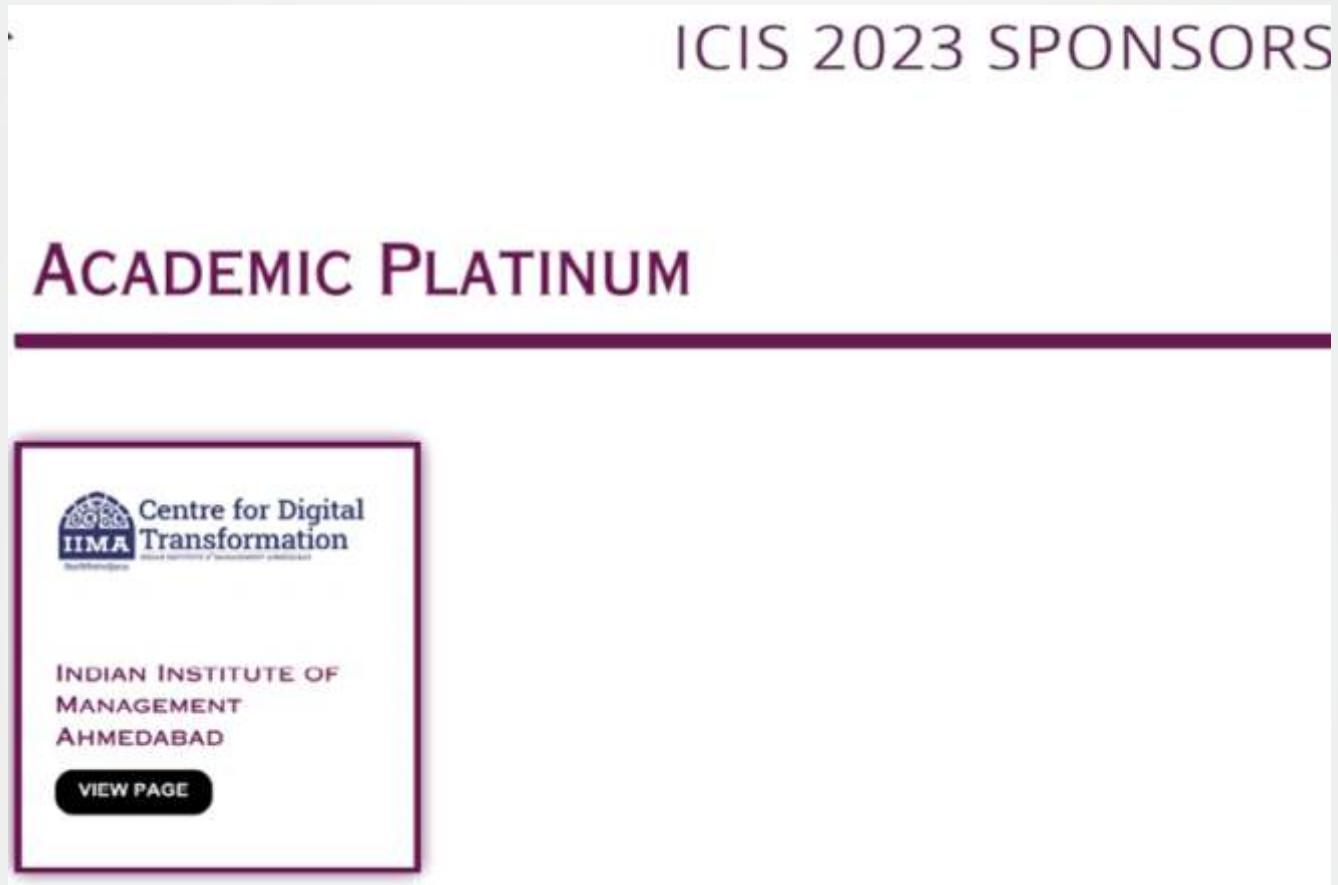 ICIS 2023 SPONSORS
ACADEMIC PLATINUM
Centre for Digital
IIMA Transformation
INDIAN INSTITUTE OF
MANAGEMENT
AHMEDABAD
VIEW PAGE